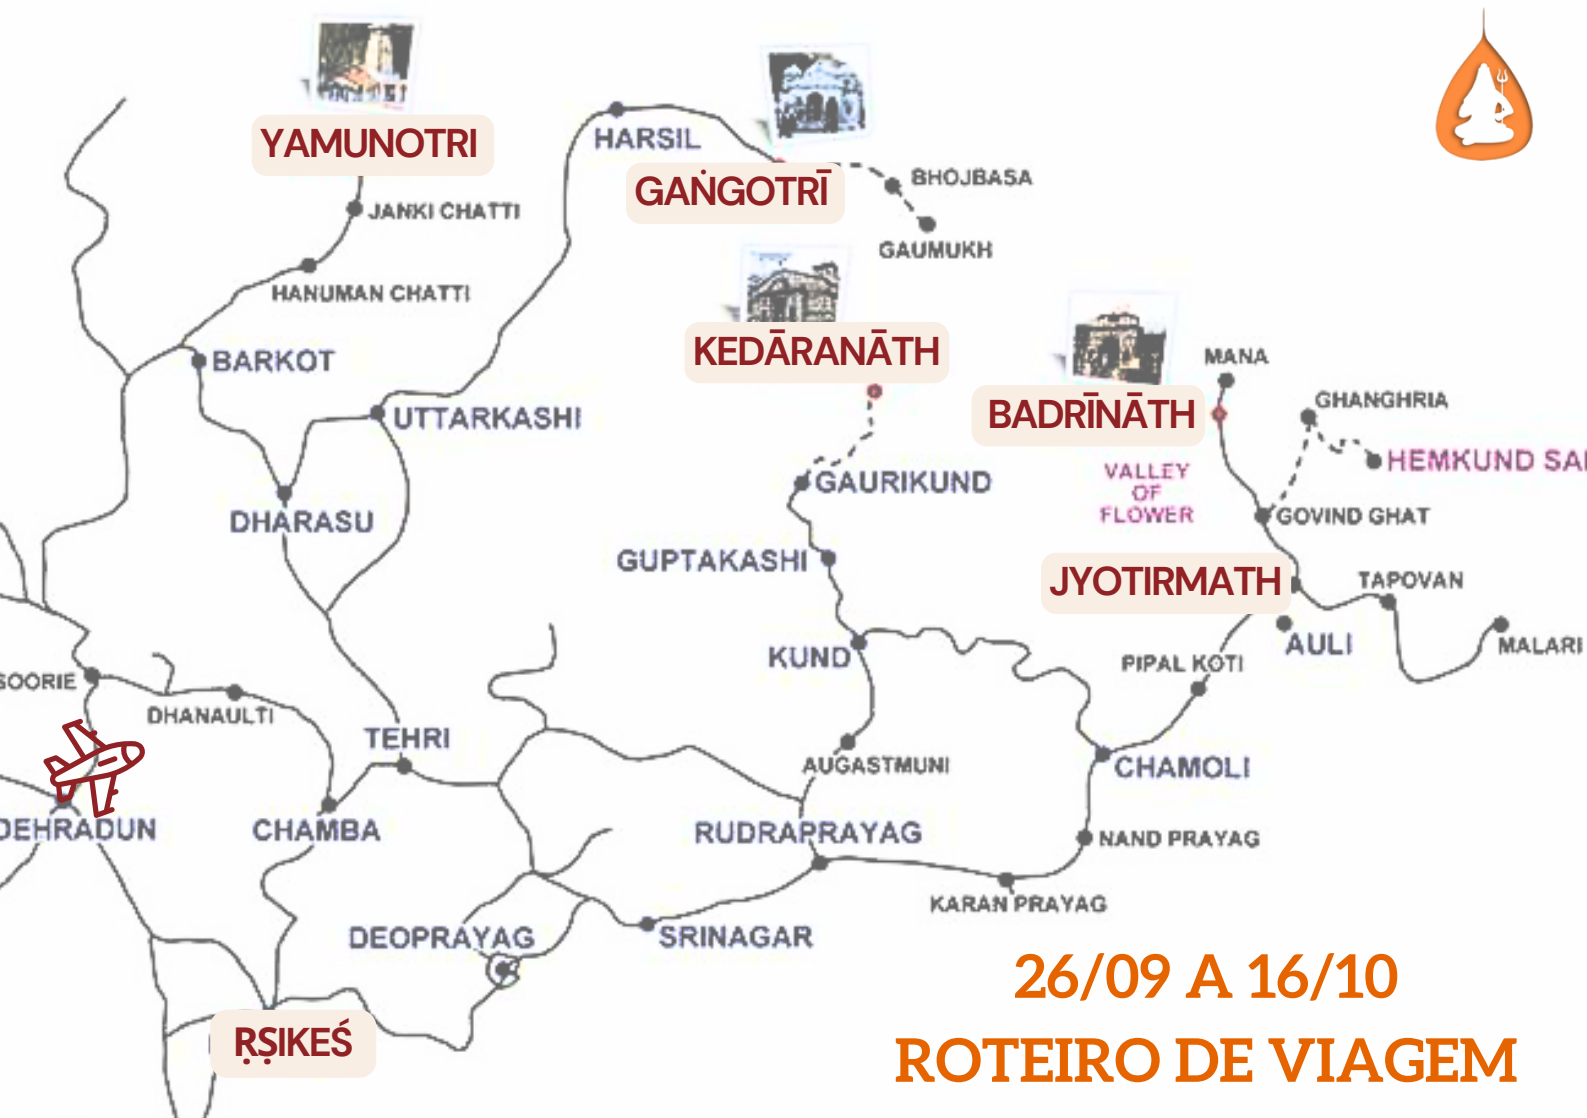 YAMUNOTRI
HARSIL
GAṄGOTRĪ
BHOJBASA
JANKI CHATTI
GAUMUKH
HANUMAN CHATTI
KEDĀRANĀTH
BARKOT
MANA
UTTARKASHI
BADRĪNĀTH
GHANGHRIA
VALLEY
OF
FLOWER
HEMKUND SA
GAURIKUND
DHARASU
GOVIND GHAT
GUPTAKASHI
JYOTIRMATH
TAPOVAN
KUND
AULI
MALARI
PIPAL KOTI
SOORIE
DHANAULTI
TEHRI
AUGASTMUNI
CHAMOLI
DEHRADUN
CHAMBA
RUDRAPRAYAG
NAND PRAYAG
KARAN PRAYAG
DEOPRAYAG
SRINAGAR
ṚṢIKEŚ
26/09 A 16/10
ROTEIRO DE VIAGEM